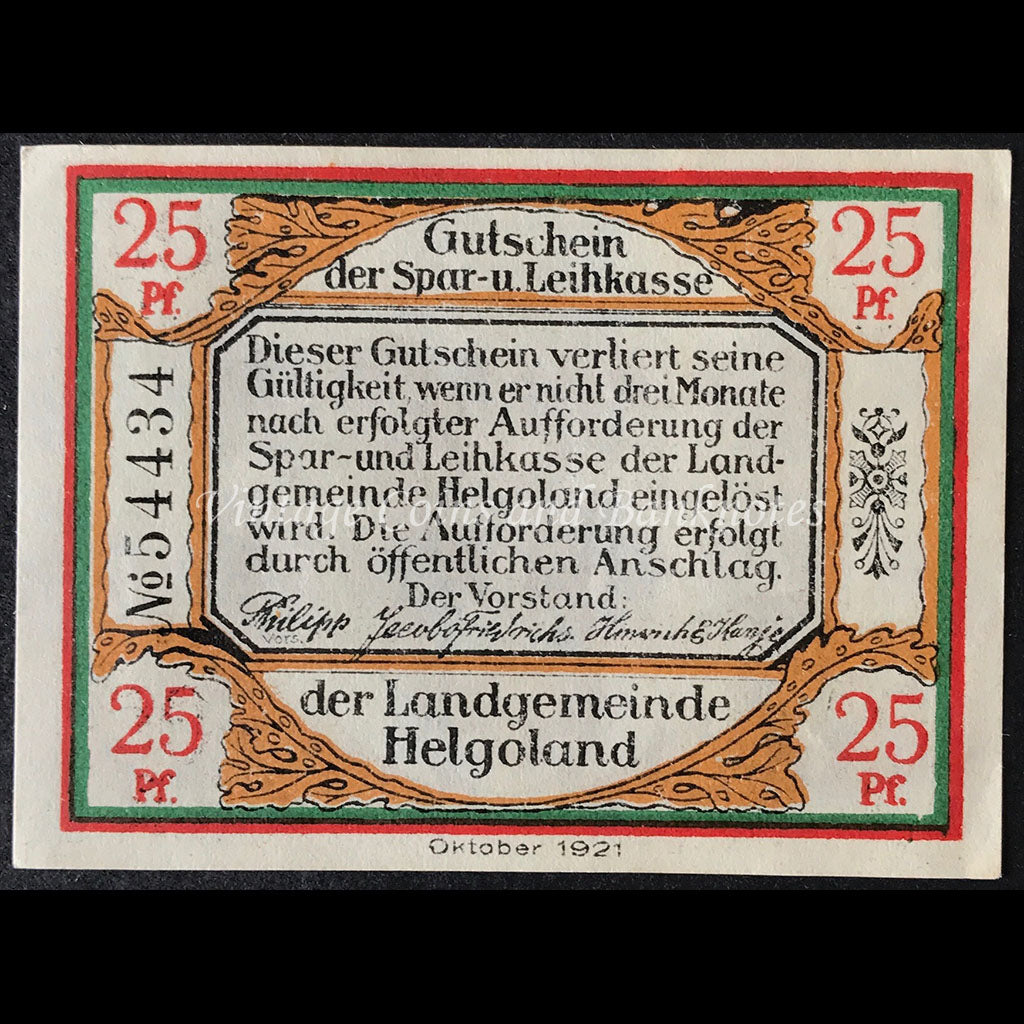 25 Pf.
25 Pf.
Gutschein
der Spar-u. Leihkasse
Dieser Gutschein verliert seine
Gültigkeit, wenn er nicht drei Monate
nach erfolgter Aufforderung der
Spar-und Leihkasse der Land-
gemeinde Helgoland eingelöst
wird. Die Aufforderung erfolgt
durch öffentlichen Anschlag.
Der Vorstand:
Philipp
Vors.
No 54434
der Landgemeinde
Helgoland
25 Pf.
25 Pf.
Oktober 1921